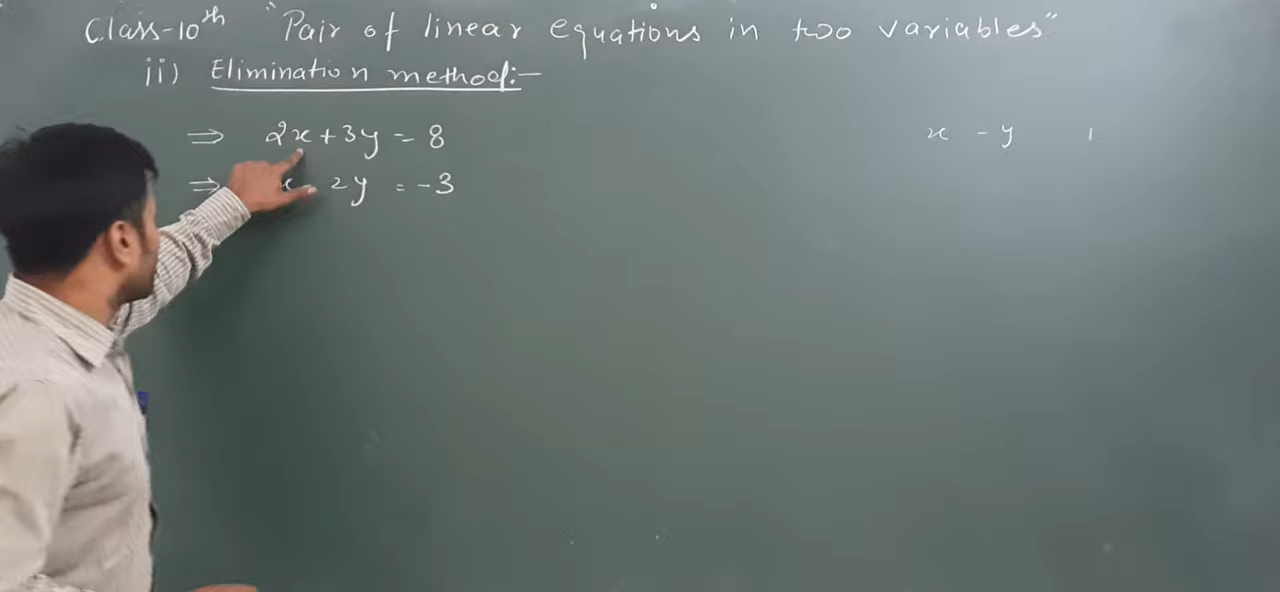 Class-10th "Pair of linear equations in two variables"
ii) Elimination method:-
⇒ 2x + 3y = 8
⇒ x 2y = -3
x - y 1